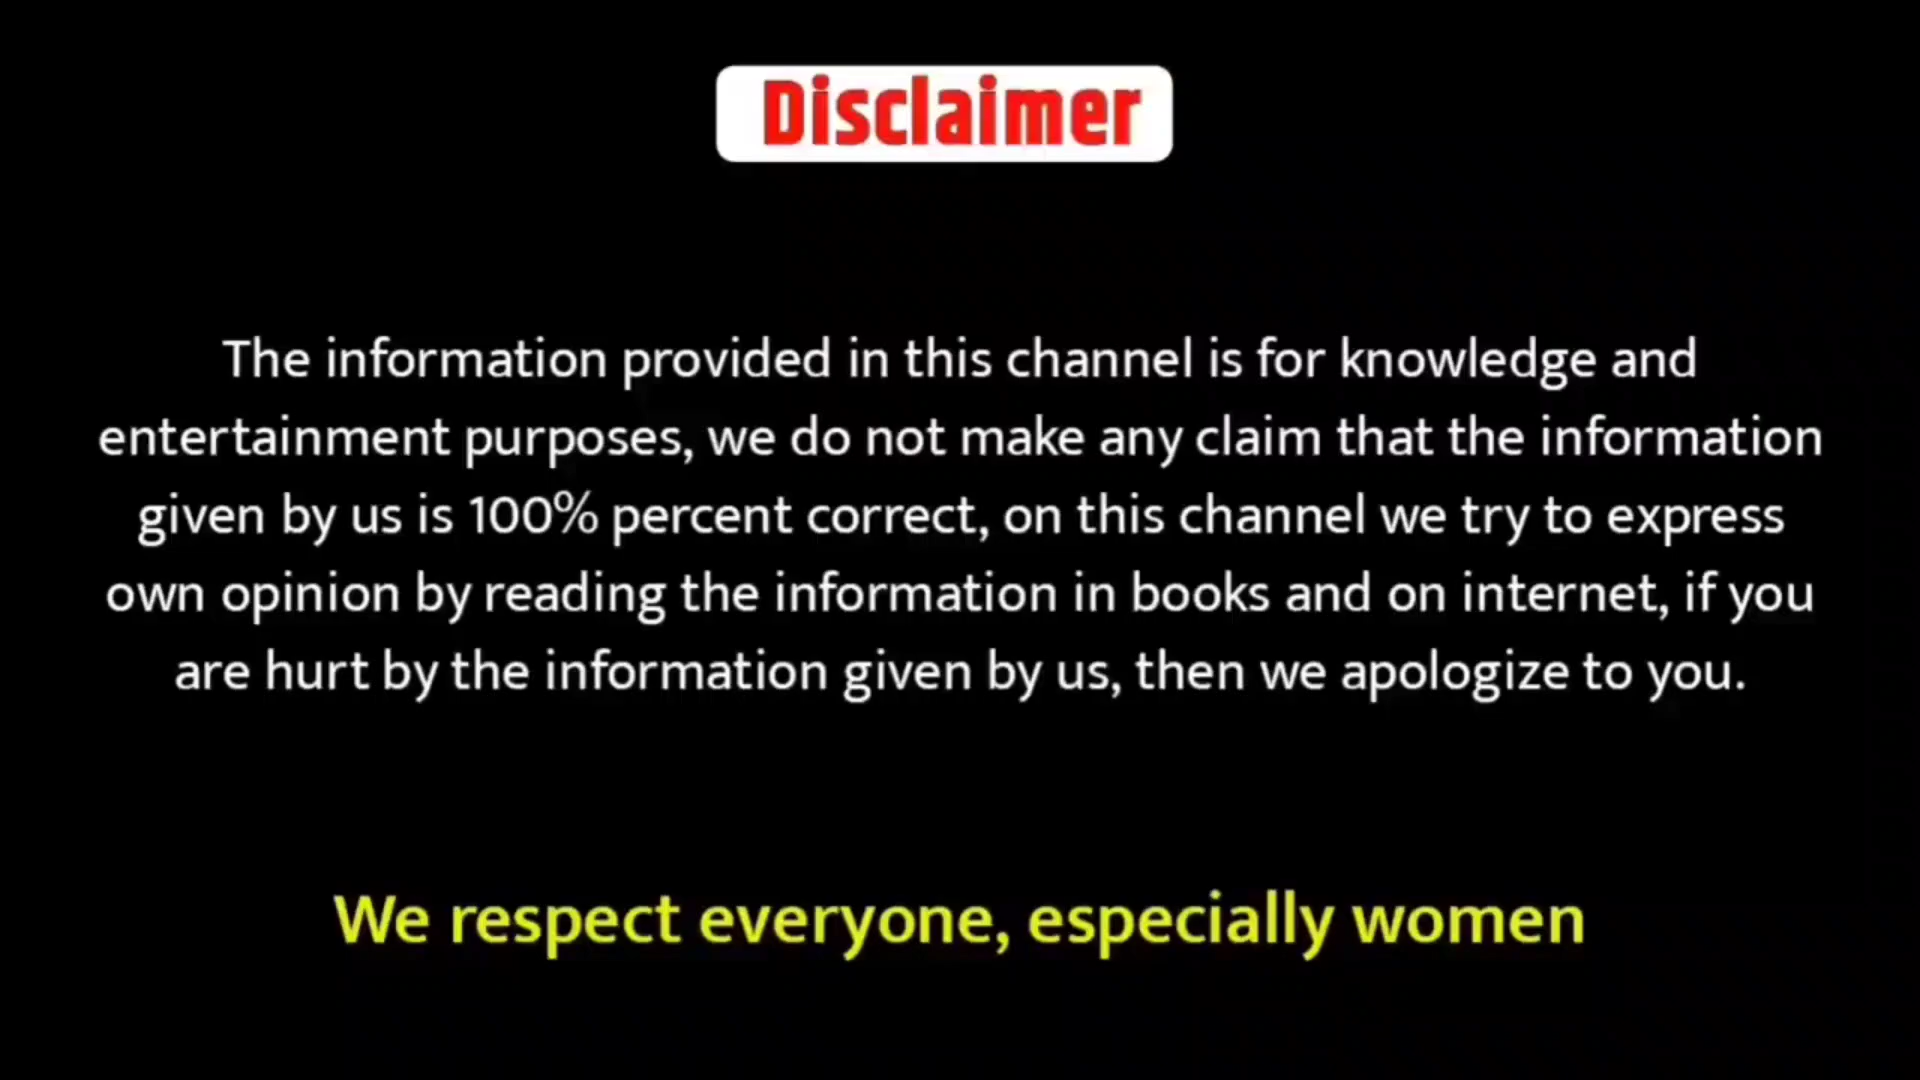 Disclaimer
The information provided in this channel is for knowledge and
entertainment purposes, we do not make any claim that the information
given by us is 100% percent correct, on this channel we try to express
own opinion by reading the information in books and on internet, if you
are hurt by the information given by us, then we apologize to you.
We respect everyone, especially women